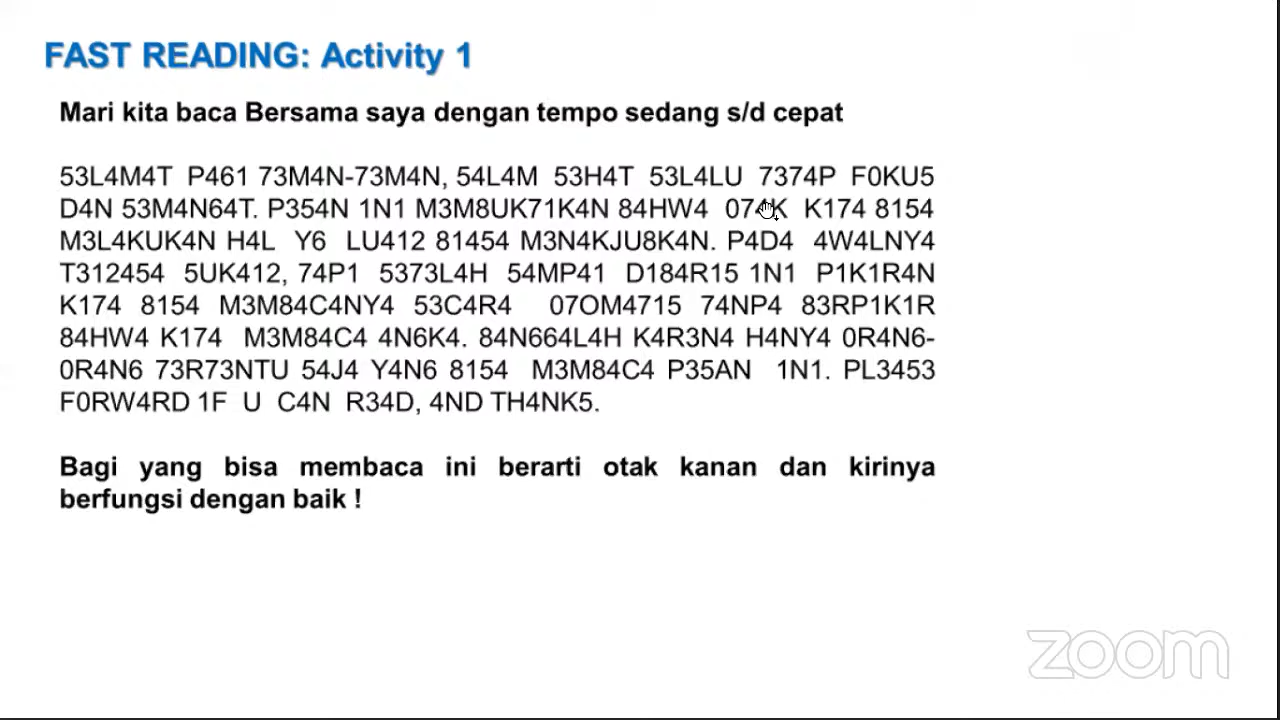 FAST READING: Activity 1
Mari kita baca Bersama saya dengan tempo sedang s/d cepat
53L4M4T P461 73M4N-73M4N, 54L4M 53H4T 53L4LU 7374P F0KU5
D4N 53M4N64T. P354N 1N1 M3M8UK71K4N 84HW4 074K K174 8154
M3L4KUK4N H4L Y6 LU412 81454 M3N4KJU8K4N. P4D4 4W4LNY4
T312454 5UK412, 74P1 5373L4H 54MP41 D184R15 1N1 P1K1R4N
K174 8154 M3M84C4NY4 53C4R4 07OM4715 74NP4 83RP1K1R
84HW4 K174 M3M84C4 4N6K4. 84N664L4H K4R3N4 H4NY4 0R4N6-
0R4N6 73R73NTU 54J4 Y4N6 8154 M3M84C4 P35AN 1N1. PL3453
F0RW4RD 1F U C4N R34D, 4ND TH4NK5.
Bagi yang bisa membaca ini berarti otak kanan dan kirinya
berfungsi dengan baik !
zoom